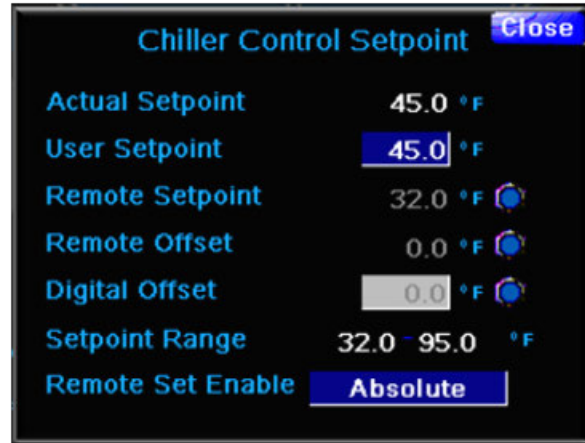 Chiller Control Setpoint Close
Actual Setpoint 45.0 °F
User Setpoint 45.0 °F
Remote Setpoint 32.0 °F
Remote Offset 0.0 °F
Digital Offset 0.0 °F
Setpoint Range 32.0 - 95.0 °F
Remote Set Enable Absolute